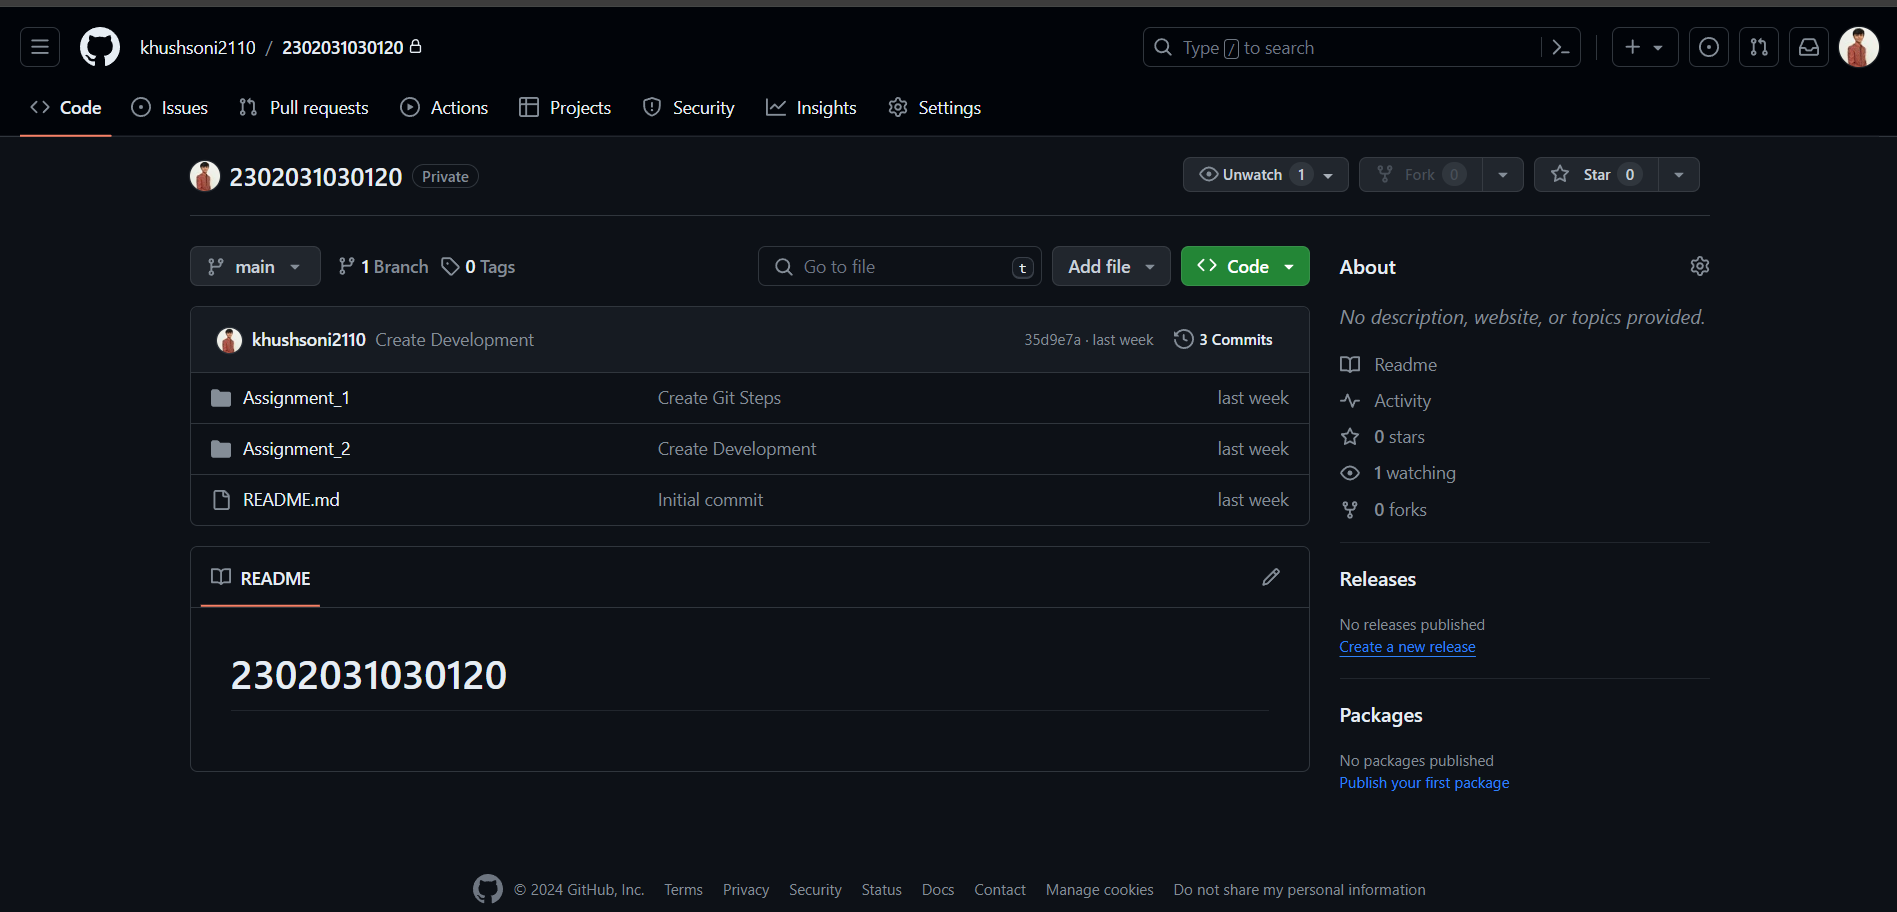 khushsoni2110 / 2302031030120
Type / to search
Code Issues Pull requests Actions Projects Security Insights Settings
2302031030120 Private
Unwatch 1 Fork 0 Star 0
main 1 Branch 0 Tags
Go to file t
Add file Code
khushsoni2110 Create Development 35d9e7a · last week 3 Commits
Assignment_1 Create Git Steps last week
Assignment_2 Create Development last week
README.md Initial commit last week
README
2302031030120
About
No description, website, or topics provided.
Readme
Activity
0 stars
1 watching
0 forks
Releases
No releases published
Create a new release
Packages
No packages published
Publish your first package
© 2024 GitHub, Inc. Terms Privacy Security Status Docs Contact Manage cookies Do not share my personal information